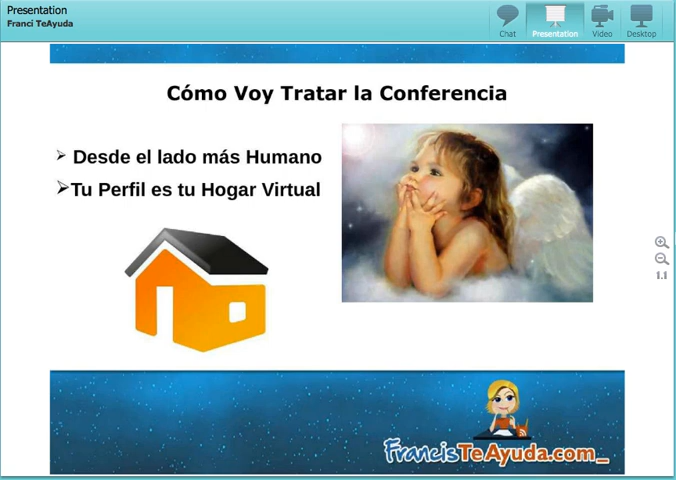 Presentation
Franci TeAyuda
Chat
Presentation
Video
Desktop
Cómo Voy Tratar la Conferencia
Desde el lado más Humano
Tu Perfil es tu Hogar Virtual
1.1
FrancisTeAyuda.com_